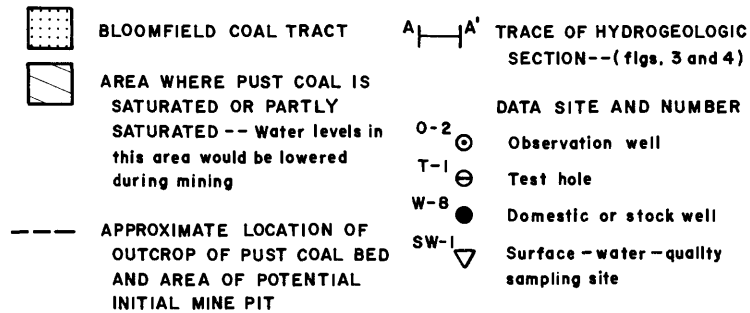 BLOOMFIELD COAL TRACT
AREA WHERE PUST COAL IS
SATURATED OR PARTLY
SATURATED -- Water levels in
this area would be lowered
during mining
APPROXIMATE LOCATION OF
OUTCROP OF PUST COAL BED
AND AREA OF POTENTIAL
INITIAL MINE PIT
A A' TRACE OF HYDROGEOLOGIC
SECTION--(figs. 3 and 4)
DATA SITE AND NUMBER
O-2 Observation well
T-1 Test hole
W-8 Domestic or stock well
SW-1 Surface-water-quality
sampling site